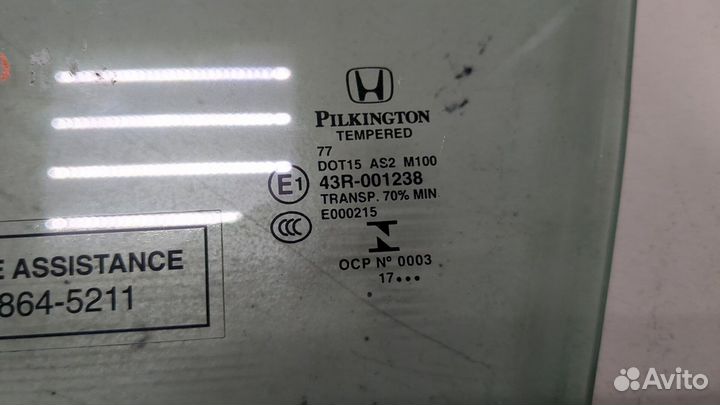 PILKINGTON
TEMPERED
77
DOT15 AS2 M100
E1
43R-001238
TRANSP. 70% MIN
E000215
CCC
OCP Nº 0003
17•••
E ASSISTANCE
864-5211
Avito